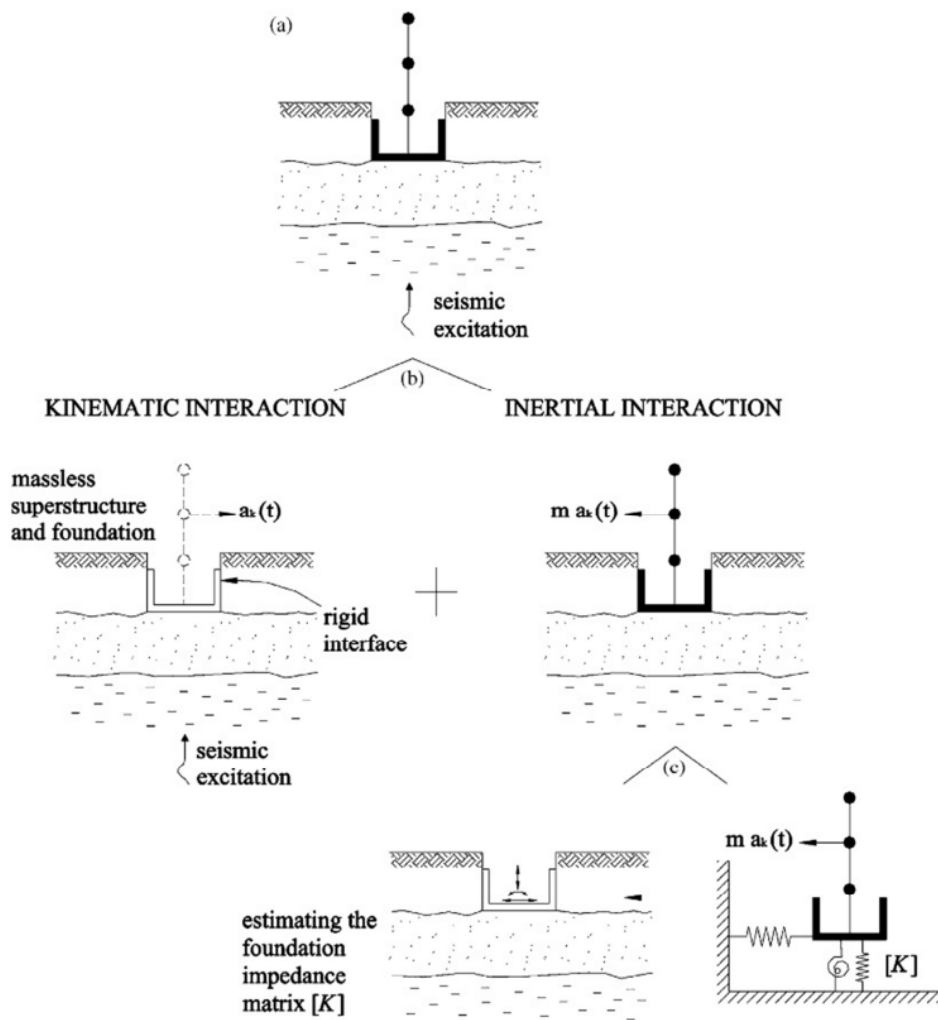 (a)
seismic
excitation
(b)
KINEMATIC INTERACTION
INERTIAL INTERACTION
massless
superstructure
and foundation
aₖ(t)
m aₖ(t)
rigid
interface
seismic
excitation
(c)
m aₖ(t)
estimating the
foundation
impedance
matrix [K]
[K]